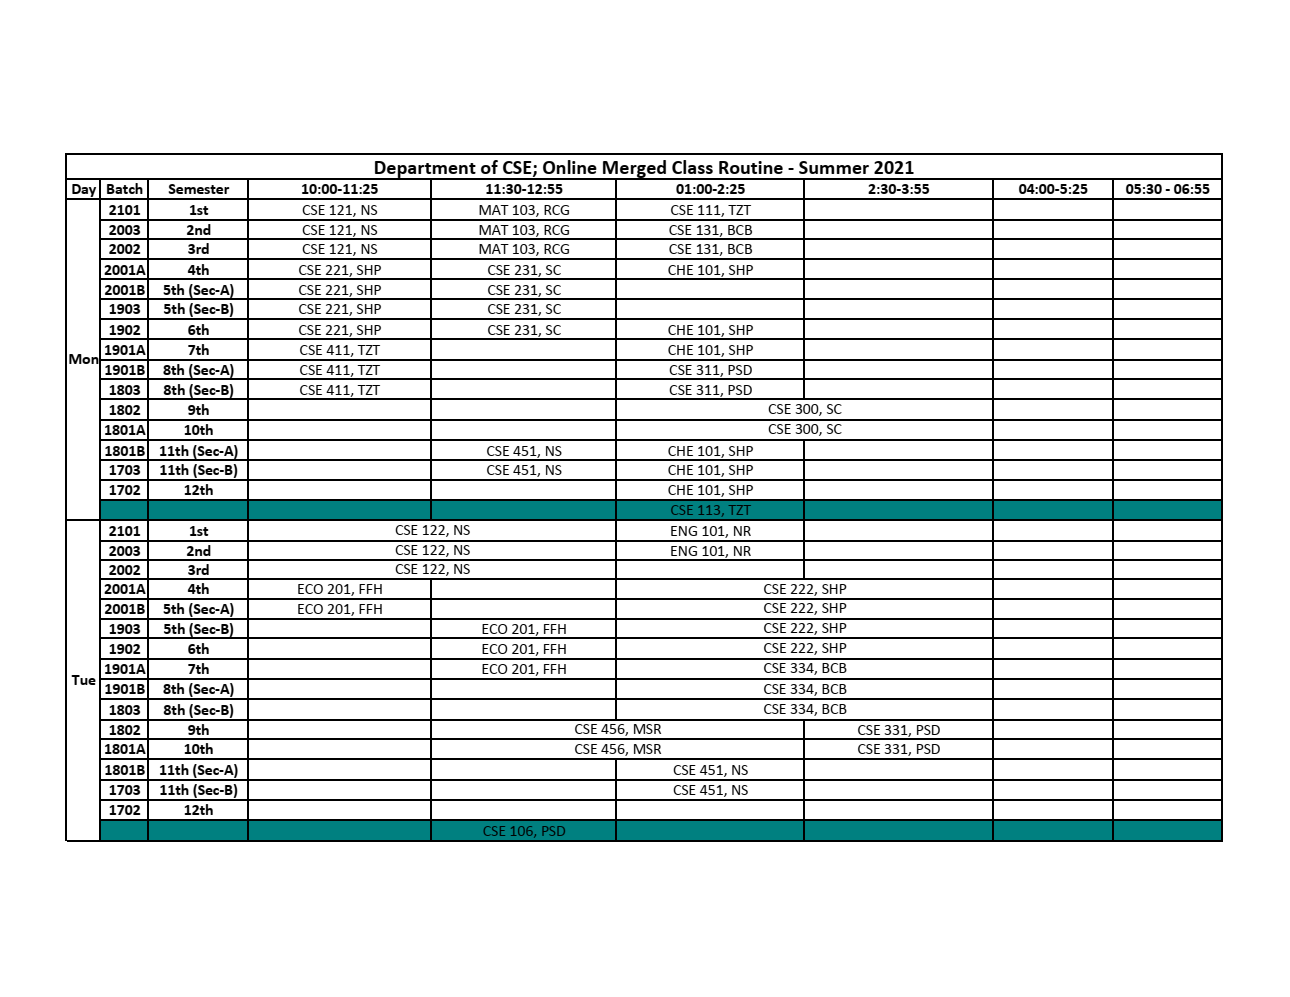 Department of CSE; Online Merged Class Routine - Summer 2021
Day Batch Semester 10:00-11:25 11:30-12:55 01:00-2:25 2:30-3:55 04:00-5:25 05:30 - 06:55
Mon
2101 1st CSE 121, NS MAT 103, RCG CSE 111, TZT
2003 2nd CSE 121, NS MAT 103, RCG CSE 131, BCB
2002 3rd CSE 121, NS MAT 103, RCG CSE 131, BCB
2001A 4th CSE 221, SHP CSE 231, SC CHE 101, SHP
2001B 5th (Sec-A) CSE 221, SHP CSE 231, SC
1903 5th (Sec-B) CSE 221, SHP CSE 231, SC
1902 6th CSE 221, SHP CSE 231, SC CHE 101, SHP
1901A 7th CSE 411, TZT CHE 101, SHP
1901B 8th (Sec-A) CSE 411, TZT CSE 311, PSD
1803 8th (Sec-B) CSE 411, TZT CSE 311, PSD
1802 9th CSE 300, SC
1801A 10th CSE 300, SC
1801B 11th (Sec-A) CSE 451, NS CHE 101, SHP
1703 11th (Sec-B) CSE 451, NS CHE 101, SHP
1702 12th CHE 101, SHP
CSE 113, TZT
Tue
2101 1st CSE 122, NS ENG 101, NR
2003 2nd CSE 122, NS ENG 101, NR
2002 3rd CSE 122, NS
2001A 4th ECO 201, FFH CSE 222, SHP
2001B 5th (Sec-A) ECO 201, FFH CSE 222, SHP
1903 5th (Sec-B) ECO 201, FFH CSE 222, SHP
1902 6th ECO 201, FFH CSE 222, SHP
1901A 7th ECO 201, FFH CSE 334, BCB
1901B 8th (Sec-A) CSE 334, BCB
1803 8th (Sec-B) CSE 334, BCB
1802 9th CSE 456, MSR CSE 331, PSD
1801A 10th CSE 456, MSR CSE 331, PSD
1801B 11th (Sec-A) CSE 451, NS
1703 11th (Sec-B) CSE 451, NS
1702 12th
CSE 106, PSD